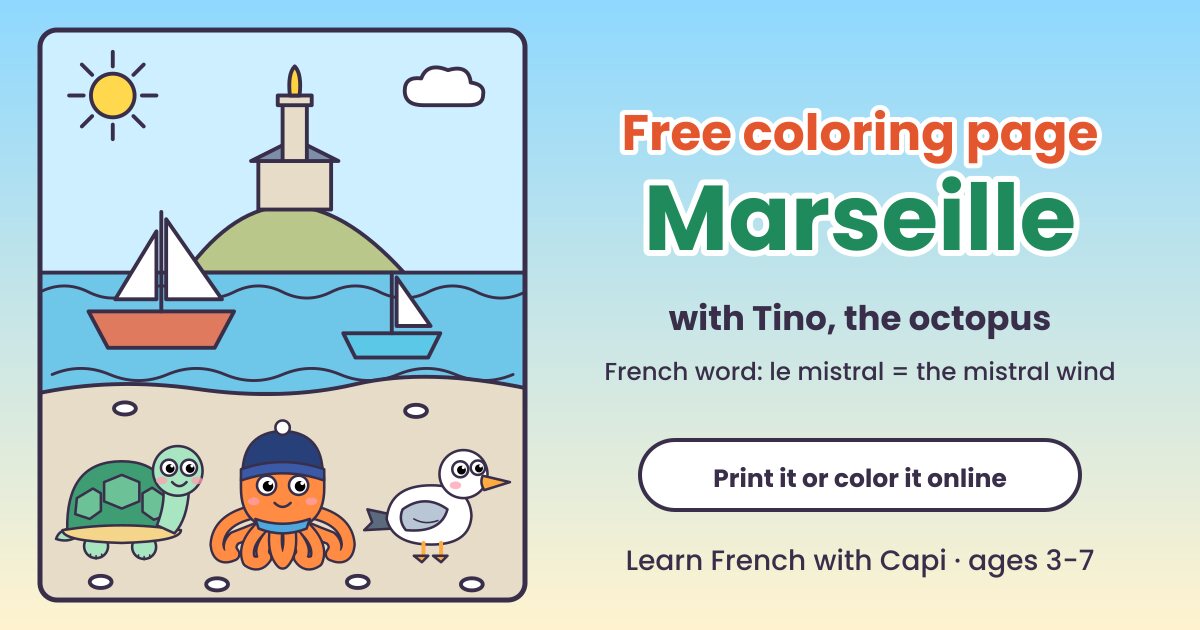 Free coloring page
Marseille
with Tino, the octopus
French word: le mistral = the mistral wind
Print it or color it online
Learn French with Capi · ages 3-7